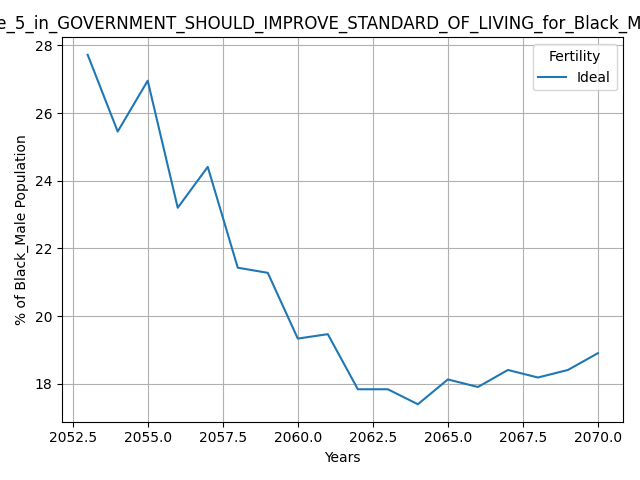 e_5_in_GOVERNMENT_SHOULD_IMPROVE_STANDARD_OF_LIVING_for_Black_M
Fertility
Ideal
28
26
24
22
20
18
% of Black_Male Population
2052.5 2055.0 2057.5 2060.0 2062.5 2065.0 2067.5 2070.0
Years